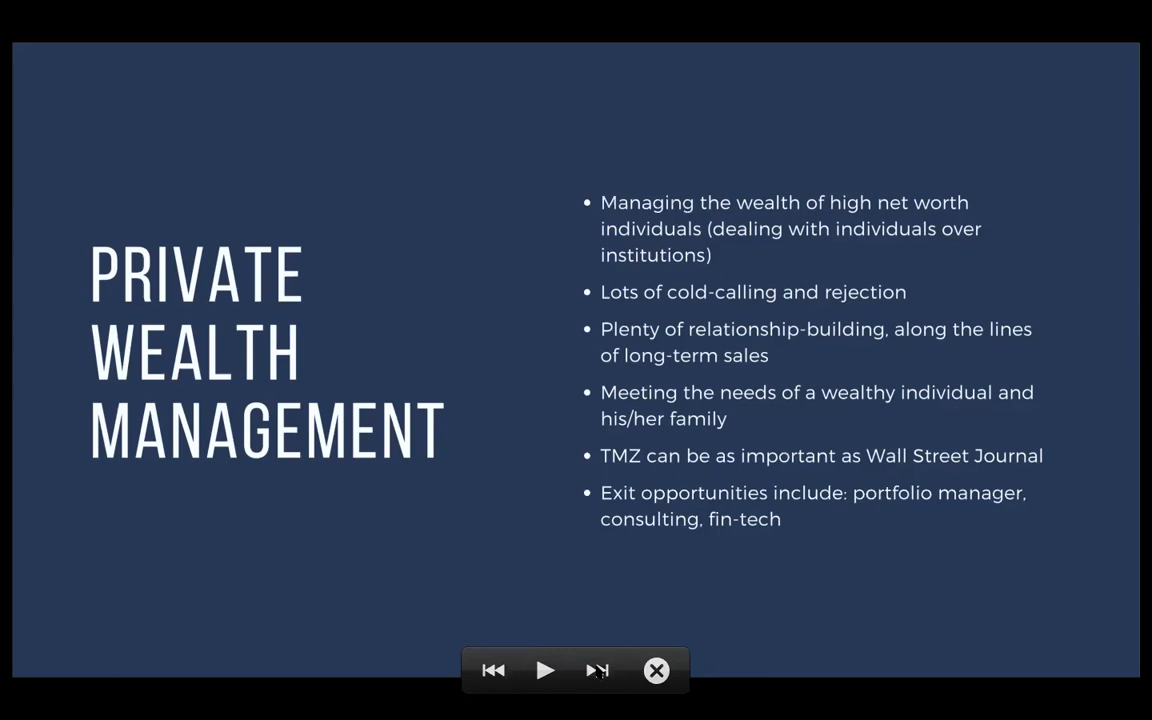 PRIVATE
WEALTH
MANAGEMENT
• Managing the wealth of high net worth
individuals (dealing with individuals over
institutions)
• Lots of cold-calling and rejection
• Plenty of relationship-building, along the lines
of long-term sales
• Meeting the needs of a wealthy individual and
his/her family
• TMZ can be as important as Wall Street Journal
• Exit opportunities include: portfolio manager,
consulting, fin-tech